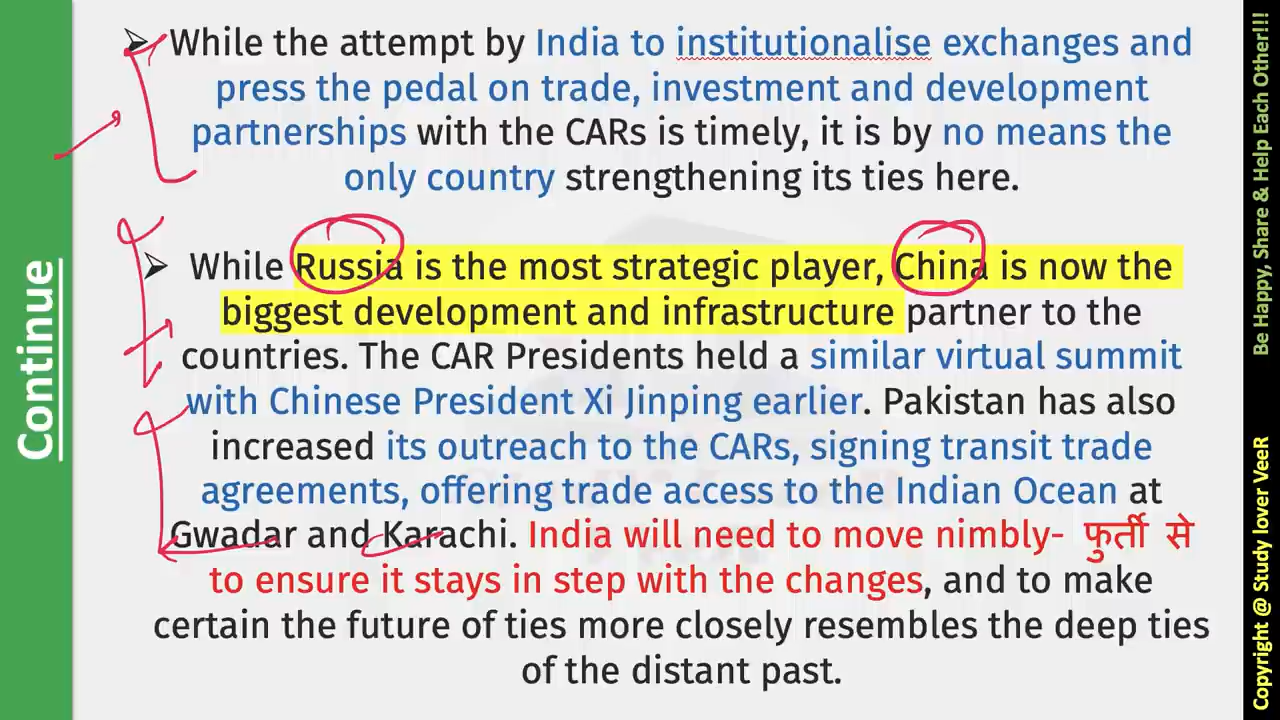 While the attempt by India to institutionalise exchanges and
press the pedal on trade, investment and development
partnerships with the CARs is timely, it is by no means the
only country strengthening its ties here.
While Russia is the most strategic player, China is now the
biggest development and infrastructure partner to the
countries. The CAR Presidents held a similar virtual summit
with Chinese President Xi Jinping earlier. Pakistan has also
increased its outreach to the CARs, signing transit trade
agreements, offering trade access to the Indian Ocean at
Gwadar and Karachi. India will need to move nimbly- फुर्ती से
to ensure it stays in step with the changes, and to make
certain the future of ties more closely resembles the deep ties
of the distant past.
Continue
Copyright @ Study lover VeeR
Be Happy, Share & Help Each Other!!!